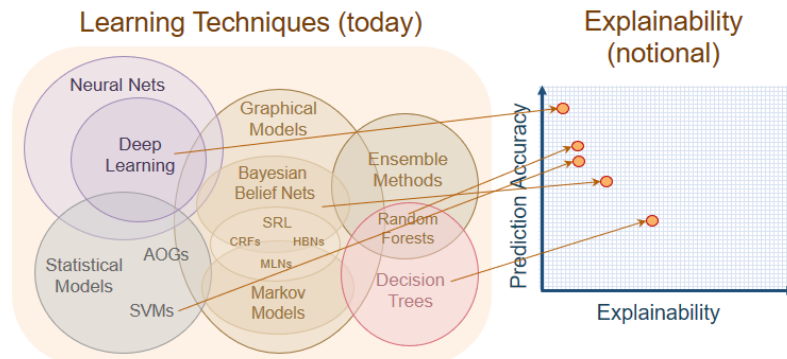 Learning Techniques (today)
Explainability
(notional)
Neural Nets
Deep
Learning
Graphical
Models
Bayesian
Belief Nets
SRL
CRFs
HBNs
MLNs
Markov
Models
Ensemble
Methods
Random
Forests
Decision
Trees
Statistical
Models
AOGs
SVMs
Prediction Accuracy
Explainability